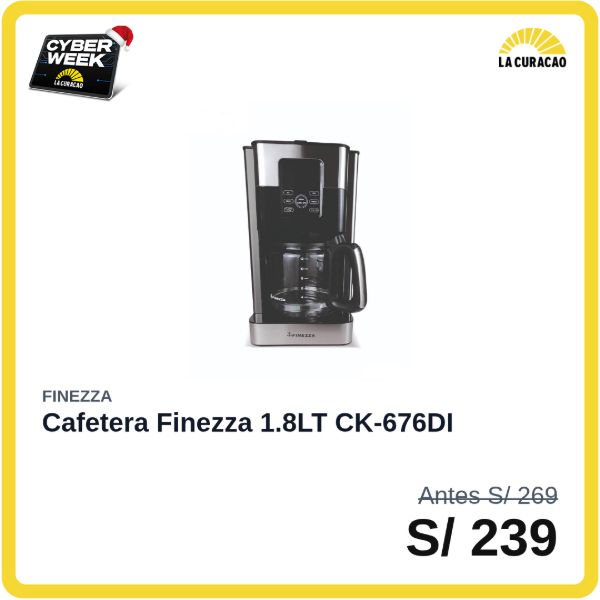 CYBER
WEEK
LA CURACAO
LA CURACAO
FINEZZA
FINEZZA
Cafetera Finezza 1.8LT CK-676DI
Antes S/ 269
S/ 239